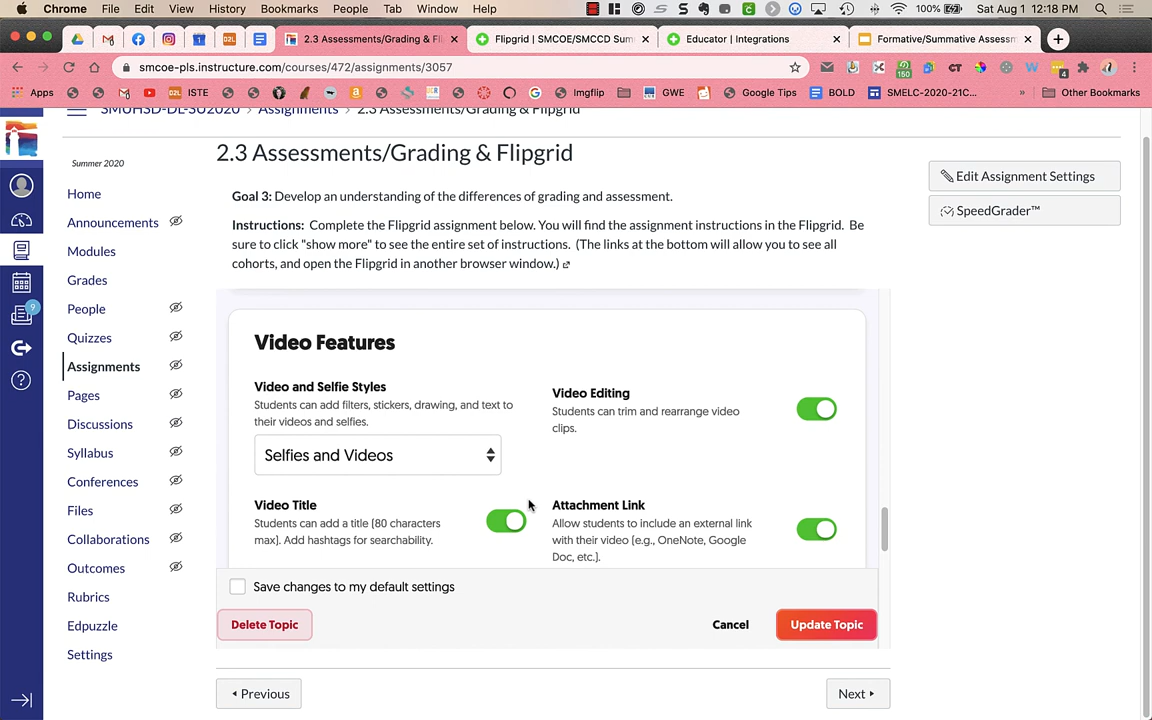 Chrome File Edit View History Bookmarks People Tab Window Help 100% Sat Aug 1 12:18 PM
2.3 Assessments/Grading & Fli Flipgrid | SMCOE/SMCCD Sum Educator | Integrations Formative/Summative Assessm
smcoe-pls.instructure.com/courses/472/assignments/3057
Apps ISTE Imgflip GWE Google Tips BOLD SMELC-2020-21C... » Other Bookmarks
SMUHSD-DL-SU2020 > Assignments > 2.3 Assessments/Grading & Flipgrid
Summer 2020
Home
Announcements
Modules
Grades
People
Quizzes
Assignments
Pages
Discussions
Syllabus
Conferences
Files
Collaborations
Outcomes
Rubrics
Edpuzzle
Settings
9
2.3 Assessments/Grading & Flipgrid
Goal 3: Develop an understanding of the differences of grading and assessment.
Instructions: Complete the Flipgrid assignment below. You will find the assignment instructions in the Flipgrid. Be
sure to click "show more" to see the entire set of instructions. (The links at the bottom will allow you to see all
cohorts, and open the Flipgrid in another browser window.)
Video Features
Video and Selfie Styles
Students can add filters, stickers, drawing, and text to
their videos and selfies.
Selfies and Videos
Video Editing
Students can trim and rearrange video
clips.
Video Title
Students can add a title (80 characters
max). Add hashtags for searchability.
Attachment Link
Allow students to include an external link
with their video (e.g., OneNote, Google
Doc, etc.).
Save changes to my default settings
Delete Topic Cancel Update Topic
Previous Next
Edit Assignment Settings
SpeedGrader™